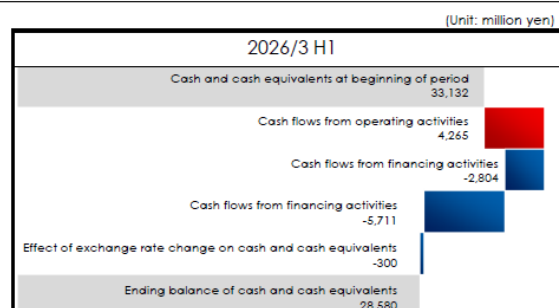 (Unit: million yen)
2026/3 H1
Cash and cash equivalents at beginning of period
33,132
Cash flows from operating activities
4,265
Cash flows from financing activities
-2,804
Cash flows from financing activities
-5,711
Effect of exchange rate change on cash and cash equivalents
-300
Ending balance of cash and cash equivalents
28,580